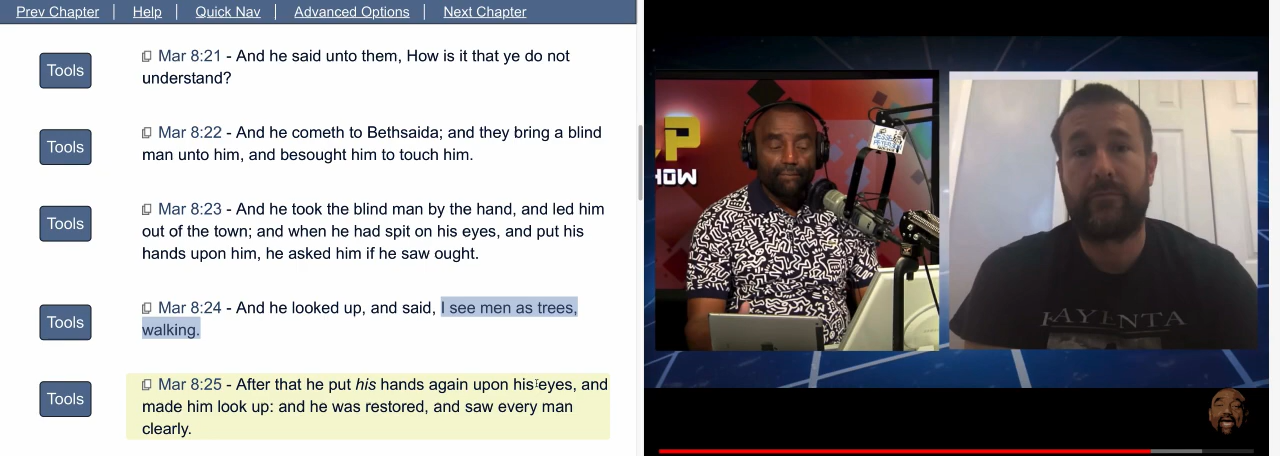 Prev Chapter | Help | Quick Nav | Advanced Options | Next Chapter
Tools
Mar 8:21 - And he said unto them, How is it that ye do not
understand?
Tools
Mar 8:22 - And he cometh to Bethsaida; and they bring a blind
man unto him, and besought him to touch him.
Tools
Mar 8:23 - And he took the blind man by the hand, and led him
out of the town; and when he had spit on his eyes, and put his
hands upon him, he asked him if he saw ought.
Tools
Mar 8:24 - And he looked up, and said, I see men as trees,
walking.
Tools
Mar 8:25 - After that he put his hands again upon his eyes, and
made him look up: and he was restored, and saw every man
clearly.
LP
HOW
JESSE
PETERSON
KAYENTA